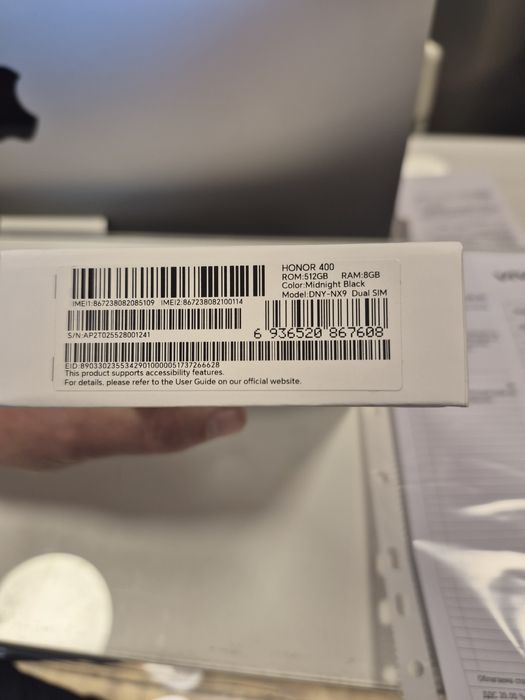 HONOR 400
ROM:512GB RAM:8GB
Color:Midnight Black
Model:DNY-NX9 Dual SIM
IMEI1:867238082085109 IMEI2:867238082100114
S/N:AP2T025528001241
6 936520 867608
EID:89033023553429010000051737266628
This product supports accessibility features.
For details, please refer to the User Guide on our official website.